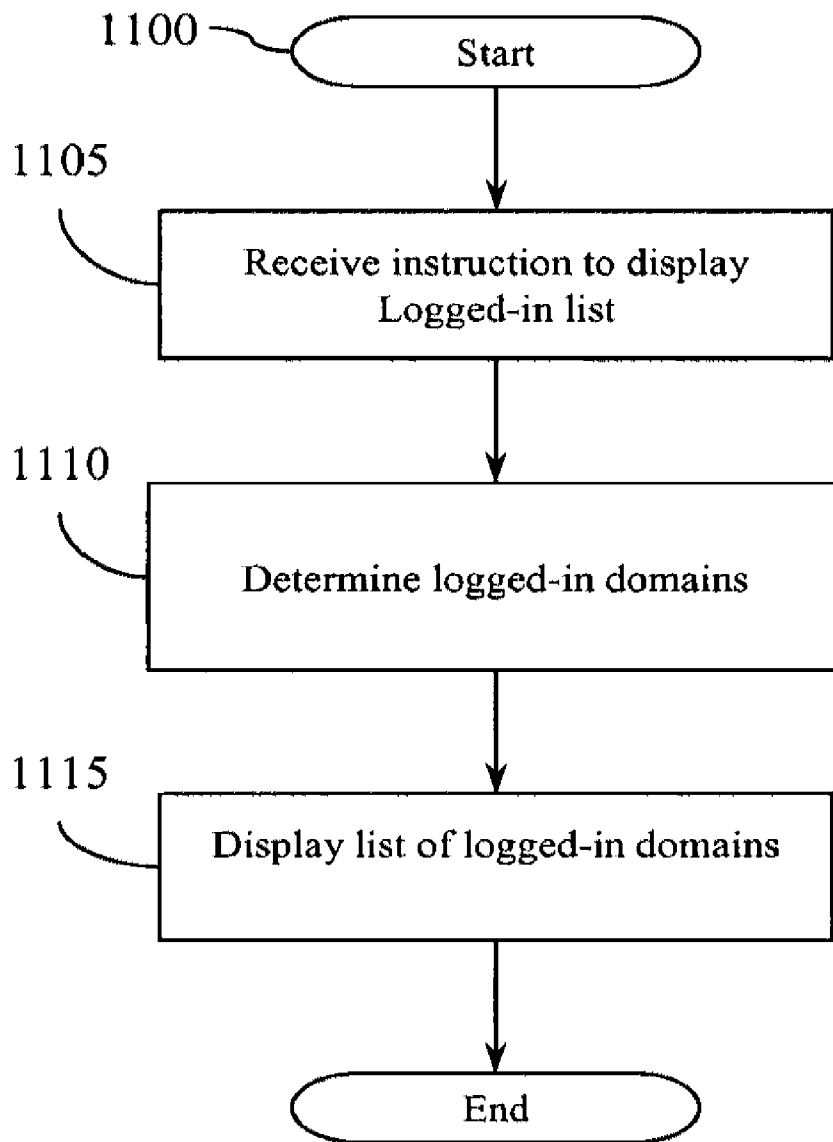 1100
Start
1105
Receive instruction to display
Logged-in list
1110
Determine logged-in domains
1115
Display list of logged-in domains
End